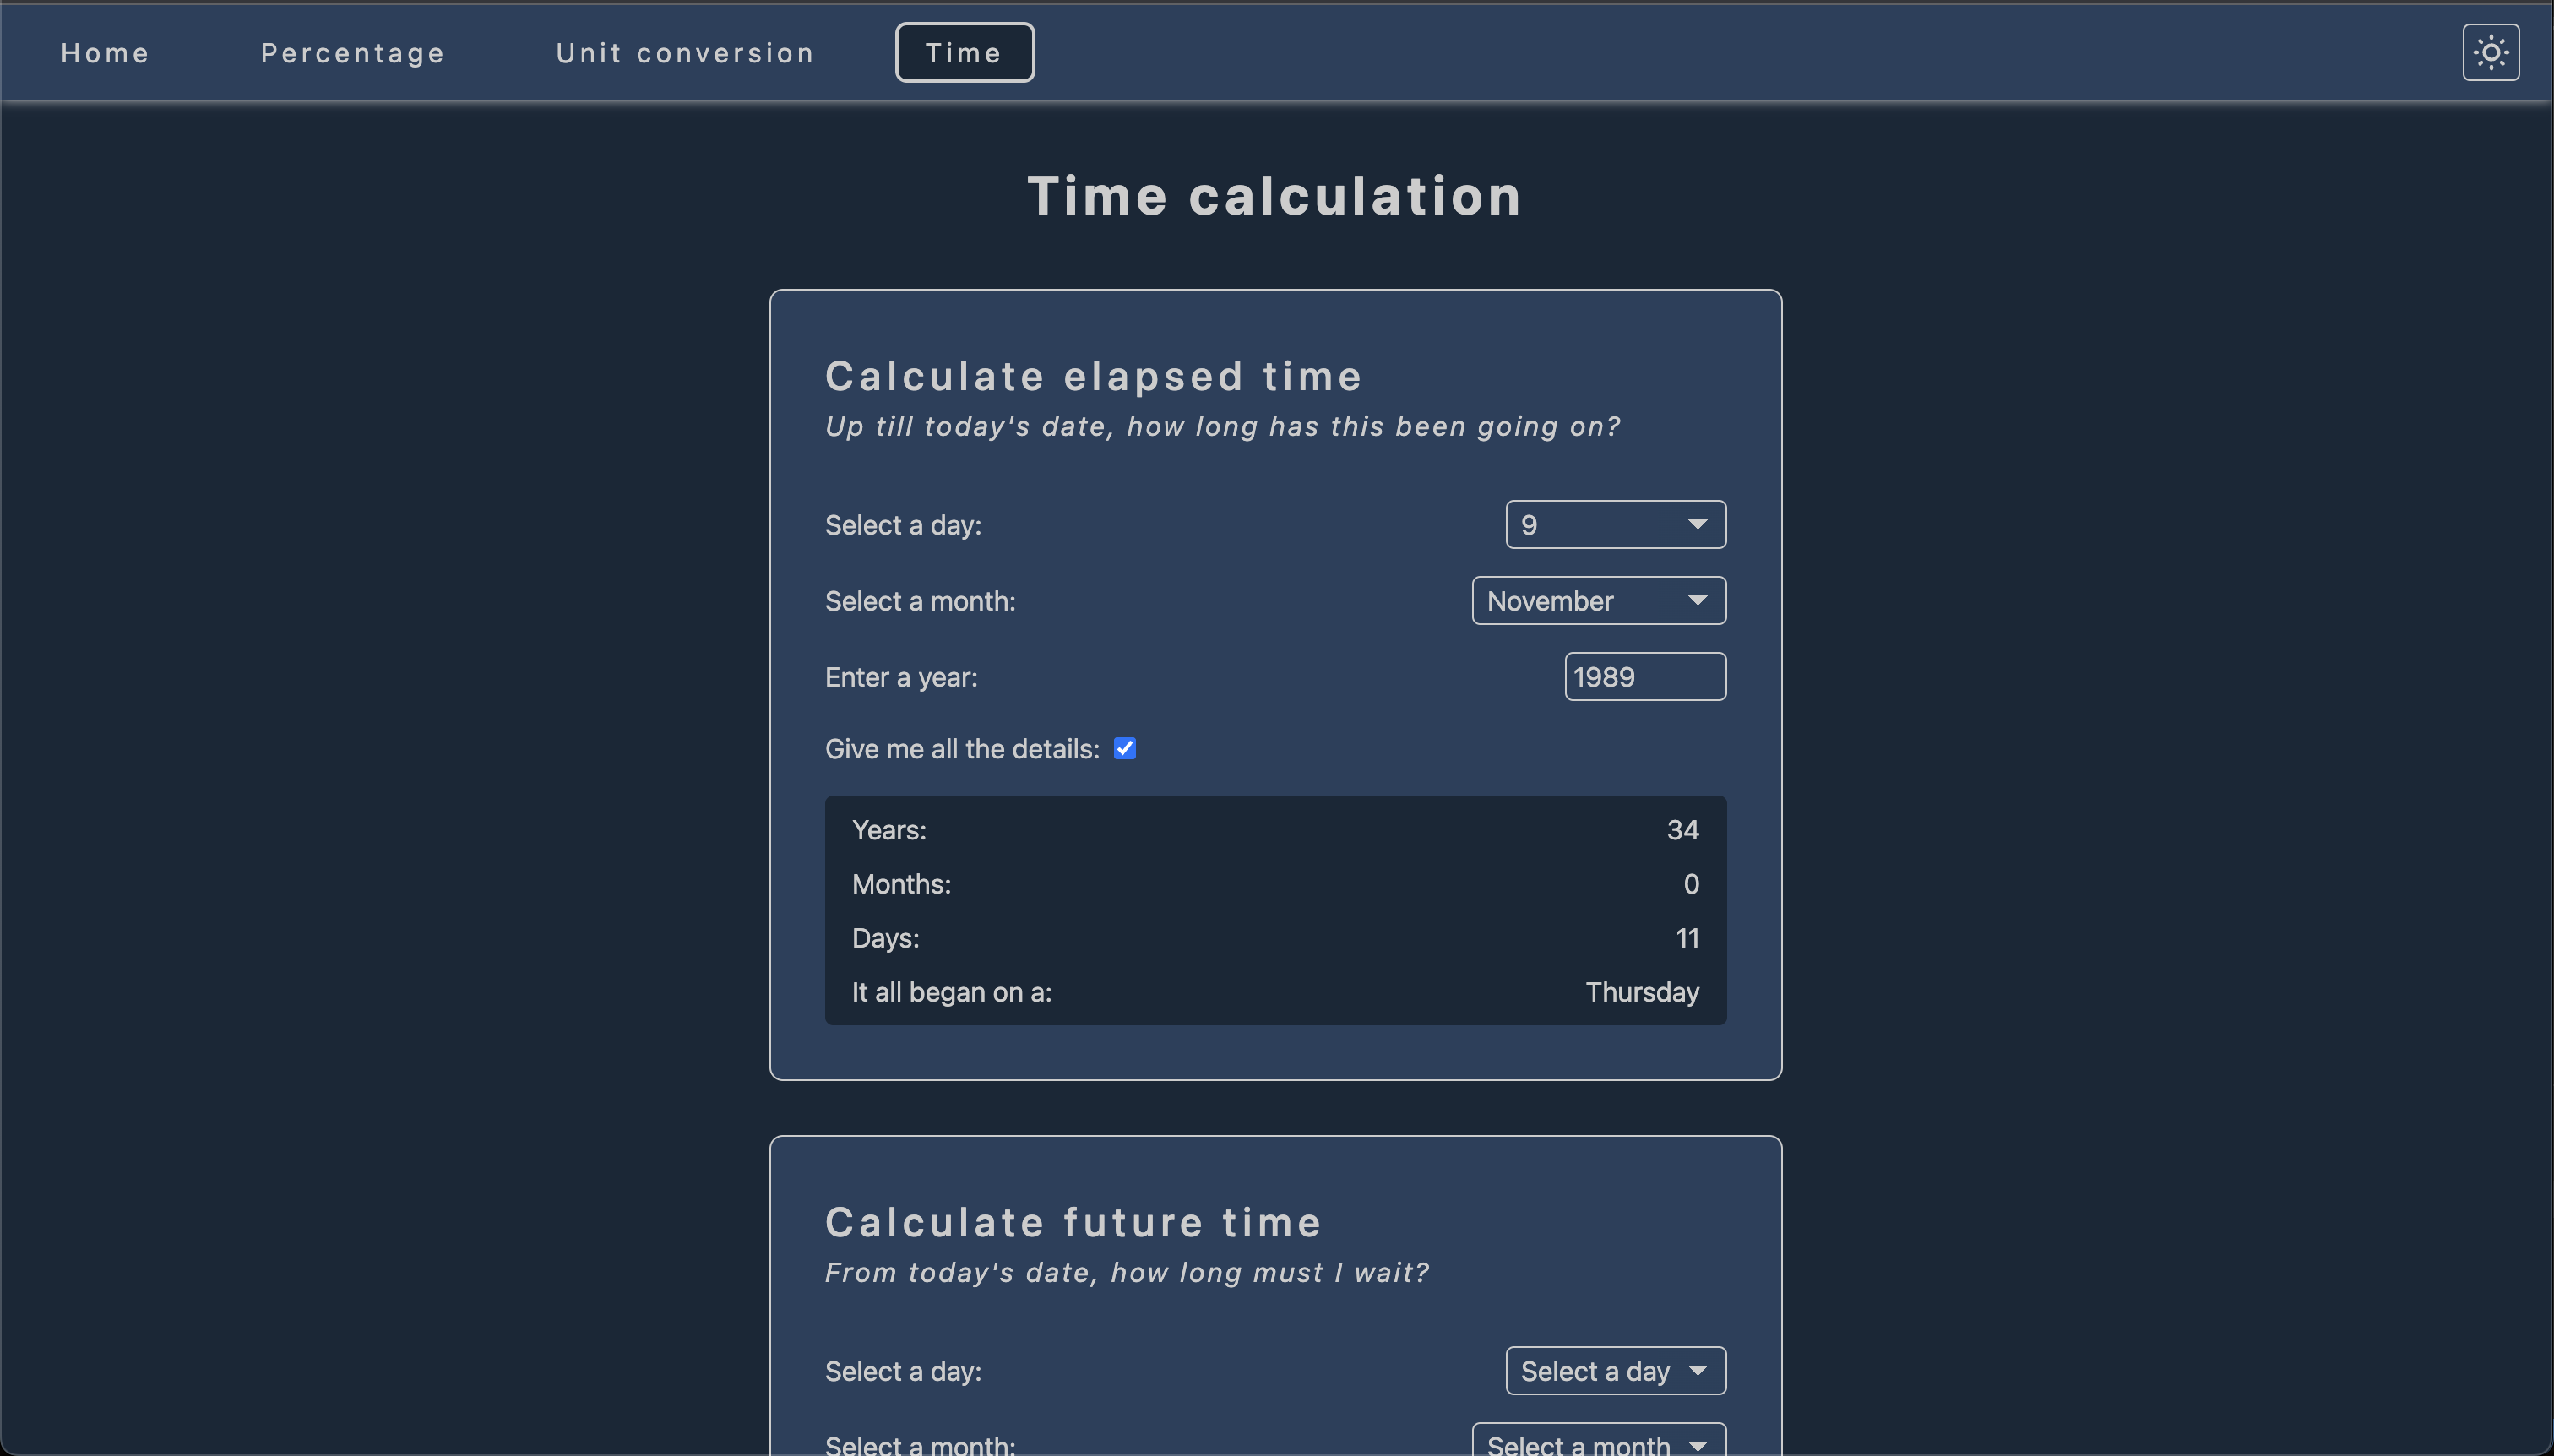 Home Percentage Unit conversion Time
Time calculation
Calculate elapsed time
Up till today's date, how long has this been going on?
Select a day: 9
Select a month: November
Enter a year: 1989
Give me all the details:
Years: 34
Months: 0
Days: 11
It all began on a: Thursday
Calculate future time
From today's date, how long must I wait?
Select a day: Select a day
Select a month: Select a month